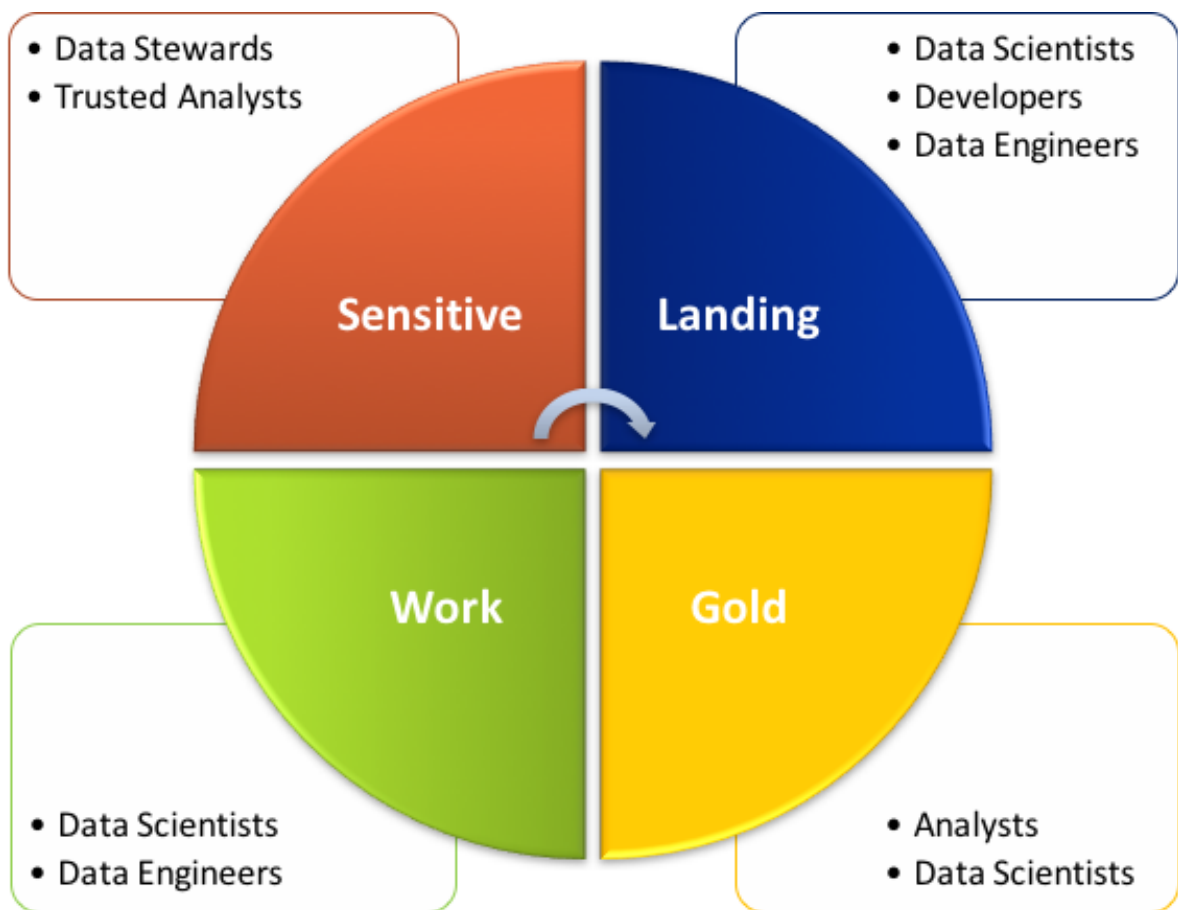 • Data Stewards
• Trusted Analysts
• Data Scientists
• Developers
• Data Engineers
Sensitive
Landing
Work
Gold
• Data Scientists
• Data Engineers
• Analysts
• Data Scientists